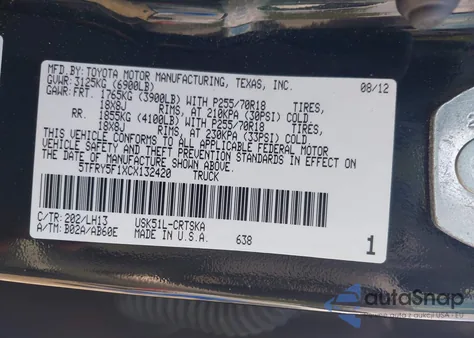 MFD. BY: TOYOTA MOTOR MANUFACTURING, TEXAS, INC. 08/12
GVWR: 3125KG (6900LB)
GAWR: FRT. 1765KG (3900LB) WITH P255/70R18 TIRES,
18X8J RIMS, AT 210KPA (30PSI) COLD
RR. 1855KG (4100LB) WITH P255/70R18 TIRES,
18X8J RIMS, AT 230KPA (33PSI) COLD
THIS VEHICLE CONFORMS TO ALL APPLICABLE FEDERAL MOTOR
VEHICLE SAFETY AND THEFT PREVENTION STANDARDS IN EFFECT ON
THE DATE OF MANUFACTURE SHOWN ABOVE.
5TFRY5F1XCX132420 TRUCK
C/TR: 202/LH13 USK51L-CRTSKA
A/TM: B02A/AB60E MADE IN U.S.A. 638 1
autaSnap